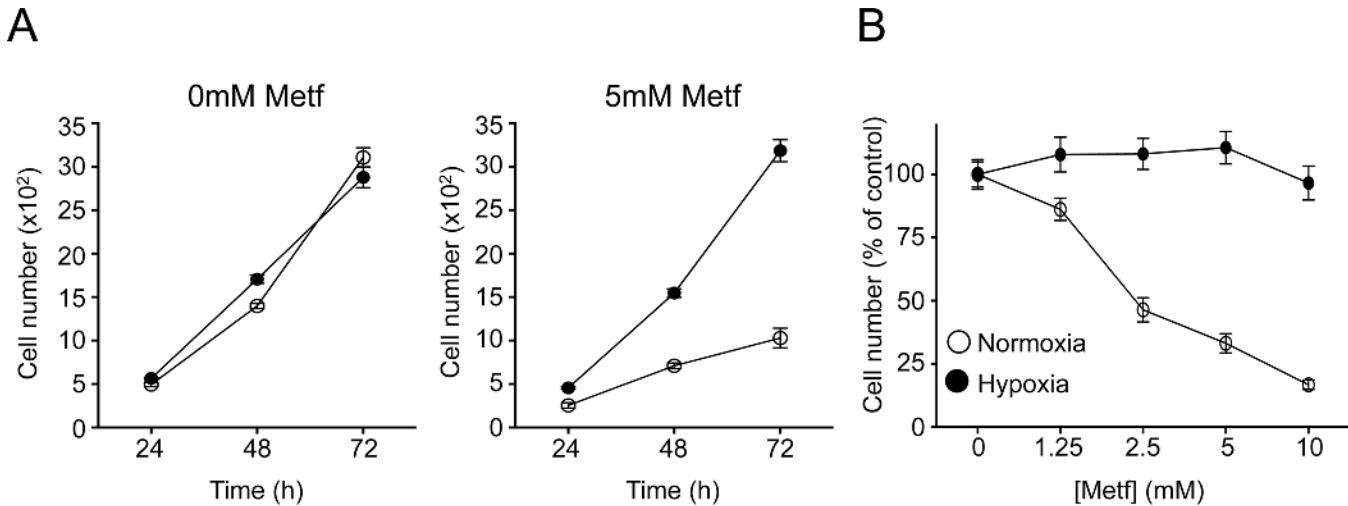 A
0mM Metf
Cell number (x10²)
35
30
25
20
15
10
5
0
24 48 72
Time (h)
5mM Metf
Cell number (x10²)
35
30
25
20
15
10
5
0
24 48 72
Time (h)
B
Cell number (% of control)
100
75
50
25
0
Normoxia
Hypoxia
0 1.25 2.5 5 10
[Metf] (mM)